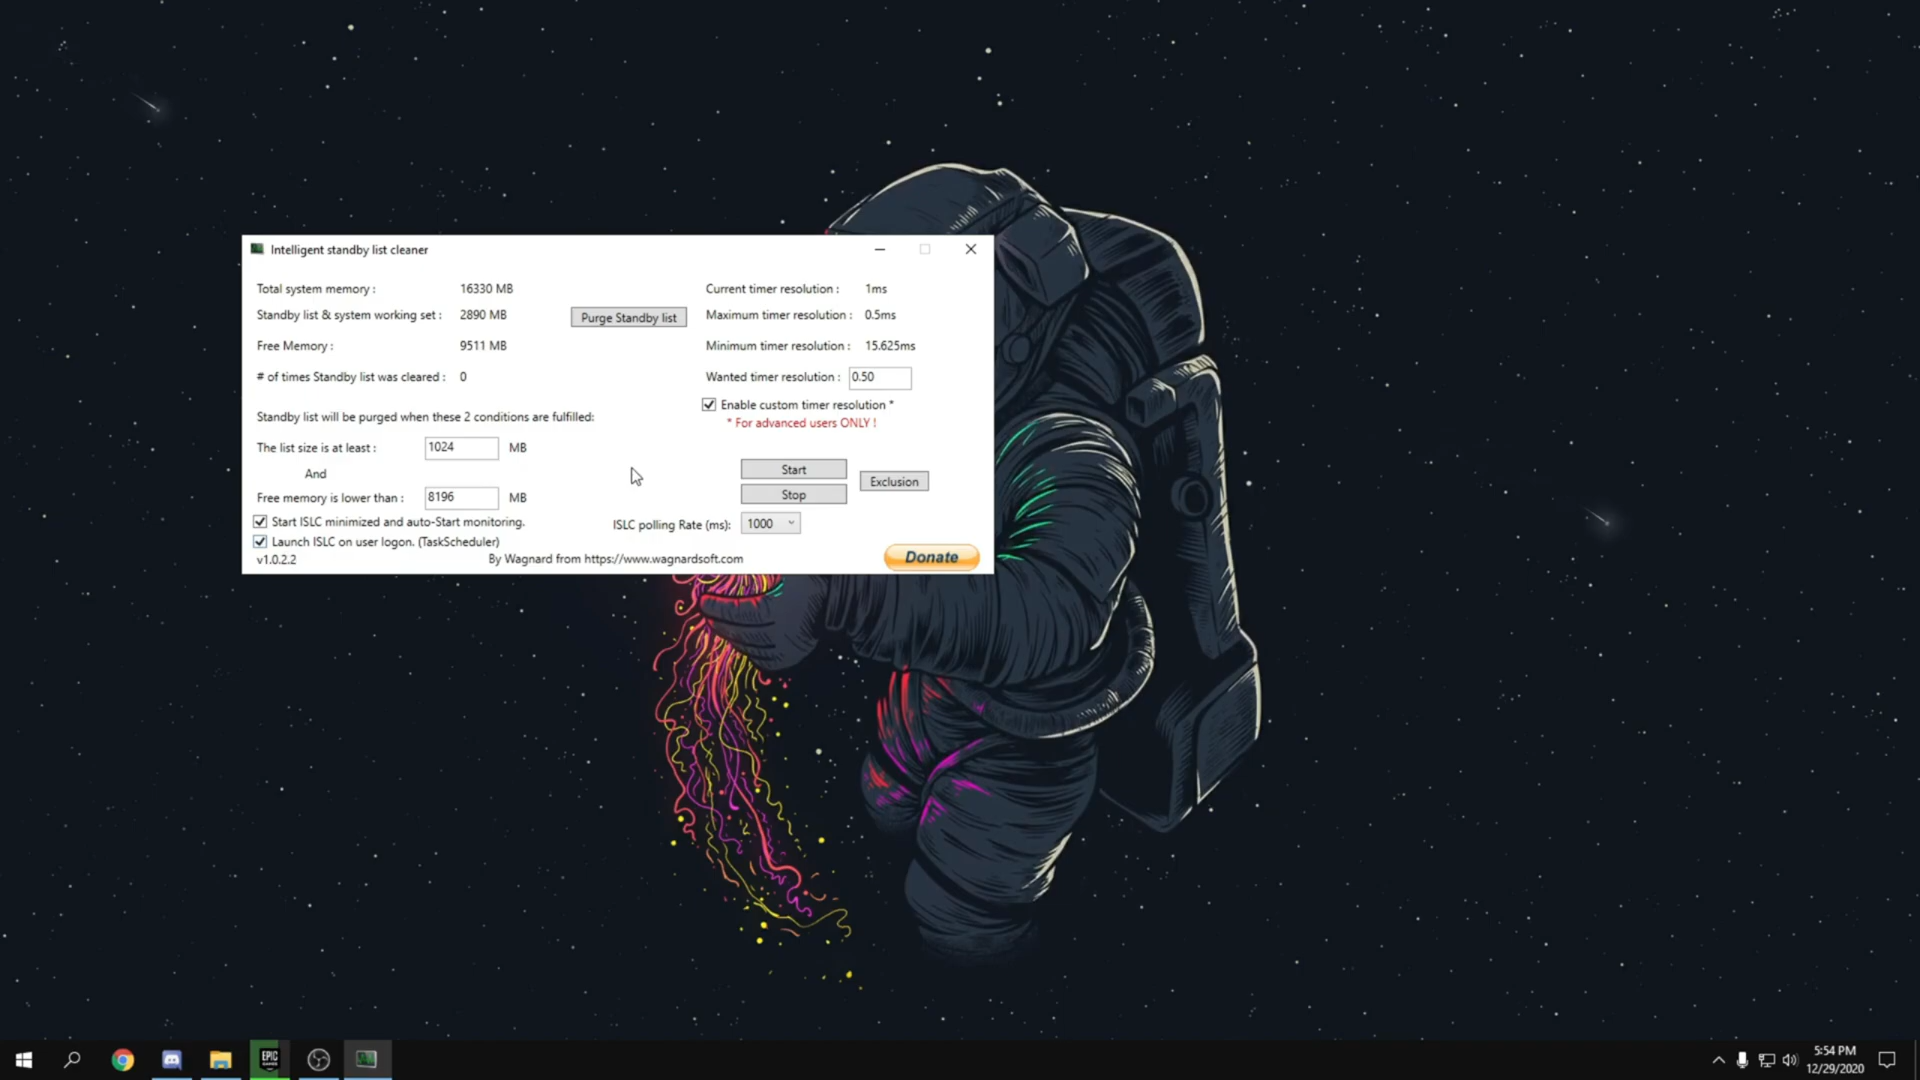 Intelligent standby list cleaner
Total system memory : 16330 MB
Standby list & system working set : 2890 MB
Purge Standby list
Free Memory : 9511 MB
# of times Standby list was cleared : 0
Standby list will be purged when these 2 conditions are fulfilled:
The list size is at least : 1024 MB
And
Free memory is lower than : 8196 MB
Start ISLC minimized and auto-Start monitoring.
Launch ISLC on user logon. (TaskScheduler)
v1.0.2.2
By Wagnard from https://www.wagnardsoft.com
Current timer resolution : 1ms
Maximum timer resolution : 0.5ms
Minimum timer resolution : 15.625ms
Wanted timer resolution : 0.50
Enable custom timer resolution *
* For advanced users ONLY !
Start
Stop
Exclusion
ISLC polling Rate (ms): 1000
Donate
EPIC
GAMES
5:54 PM
12/29/2020